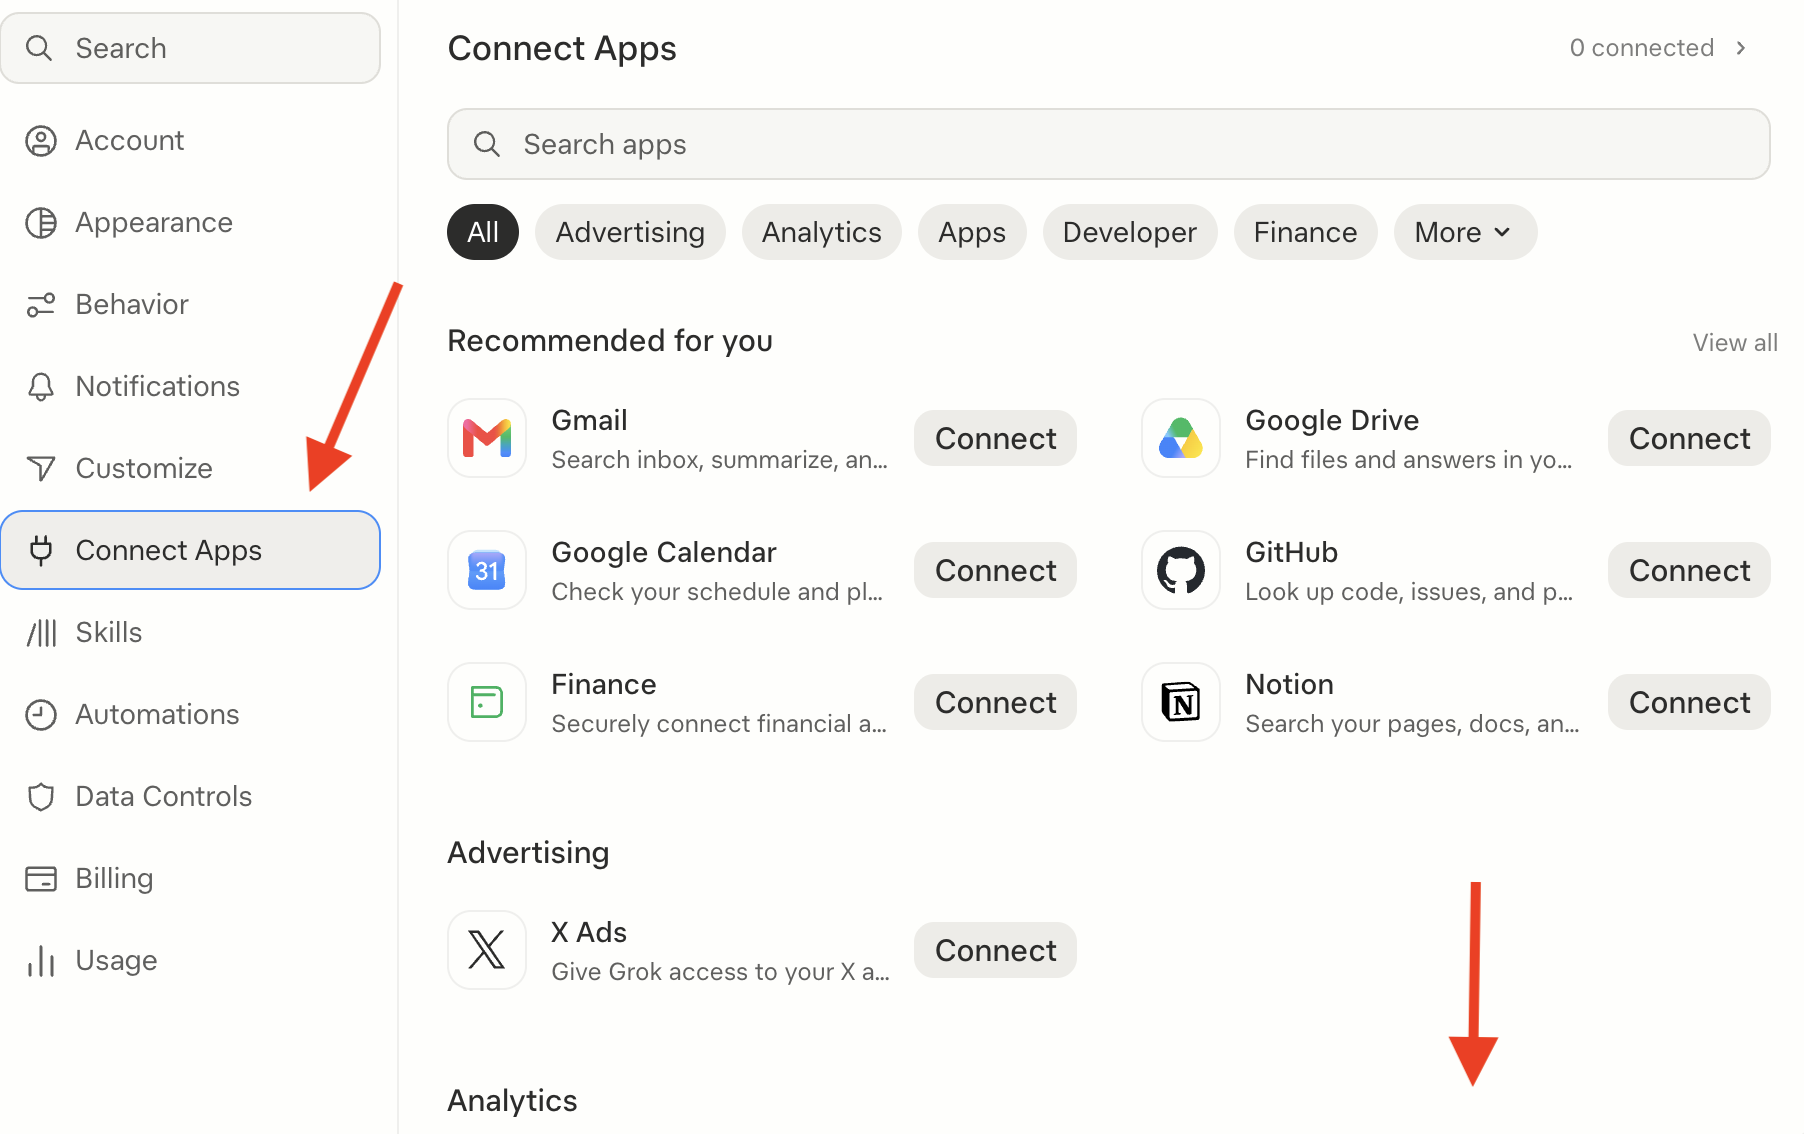 Search
Account
Appearance
Behavior
Notifications
Customize
Connect Apps
Skills
Automations
Data Controls
Billing
Usage
Connect Apps
0 connected
Search apps
All
Advertising
Analytics
Apps
Developer
Finance
More
Recommended for you
View all
Gmail
Search inbox, summarize, an...
Connect
Google Drive
Find files and answers in yo...
Connect
31
Google Calendar
Check your schedule and pl...
Connect
GitHub
Look up code, issues, and p...
Connect
Finance
Securely connect financial a...
Connect
N
Notion
Search your pages, docs, an...
Connect
Advertising
X Ads
Give Grok access to your X a...
Connect
Analytics